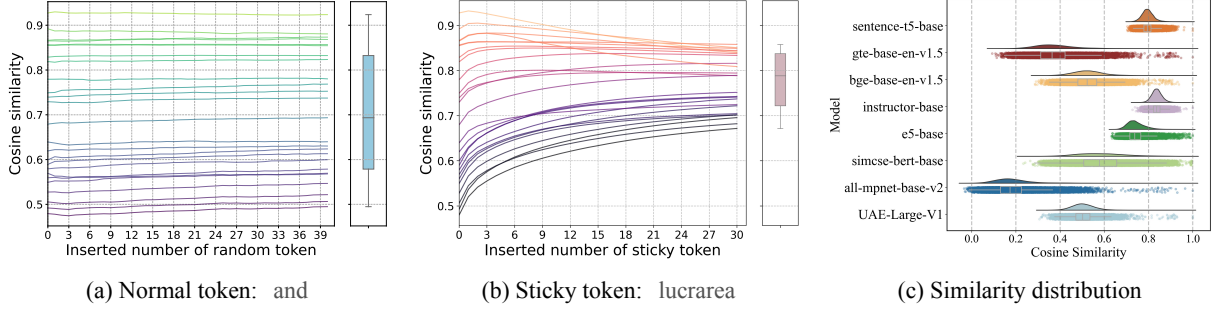 0.9
0.8
0.7
0.6
0.5
Cosine similarity
0 3 6 9 12 15 18 21 24 27 30 33 36 39
Inserted number of random token
(a) Normal token: and
0.9
0.8
0.7
0.6
0.5
Cosine similarity
0 3 6 9 12 15 18 21 24 27 30
Inserted number of sticky token
(b) Sticky token: lucrarea
Model
sentence-t5-base
gte-base-en-v1.5
bge-base-en-v1.5
instructor-base
e5-base
simcse-bert-base
all-mpnet-base-v2
UAE-Large-V1
0.0 0.2 0.4 0.6 0.8 1.0
Cosine Similarity
(c) Similarity distribution